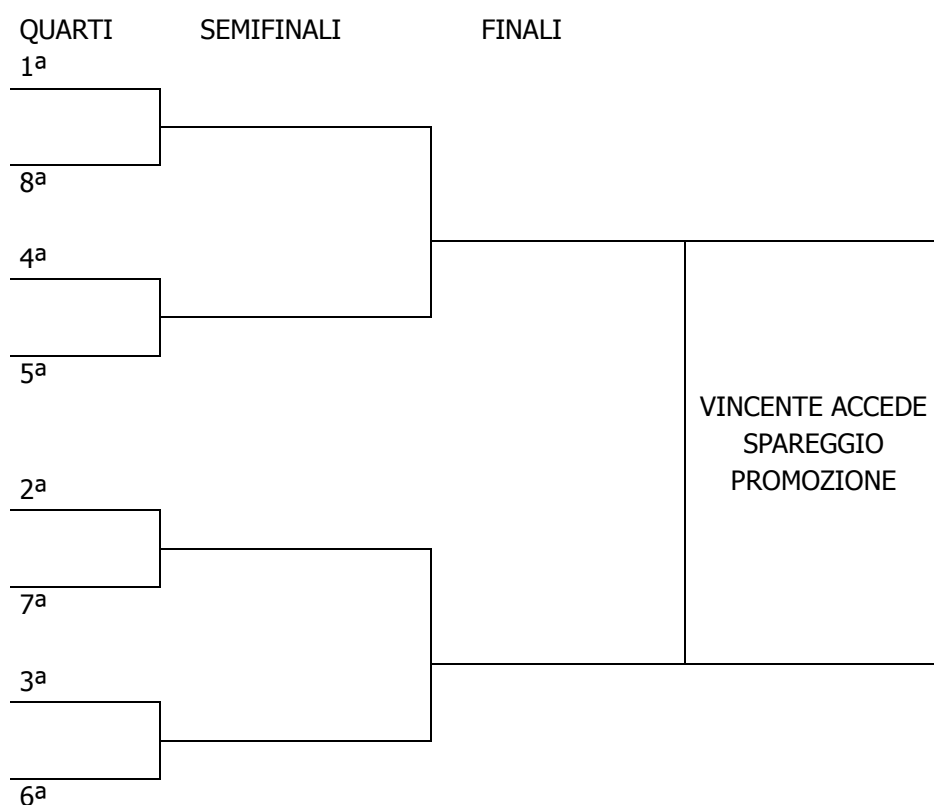 QUARTI SEMIFINALI FINALI
1ª
8ª
4ª
5ª
VINCENTE ACCEDE
SPAREGGIO
PROMOZIONE
2ª
7ª
3ª
6ª